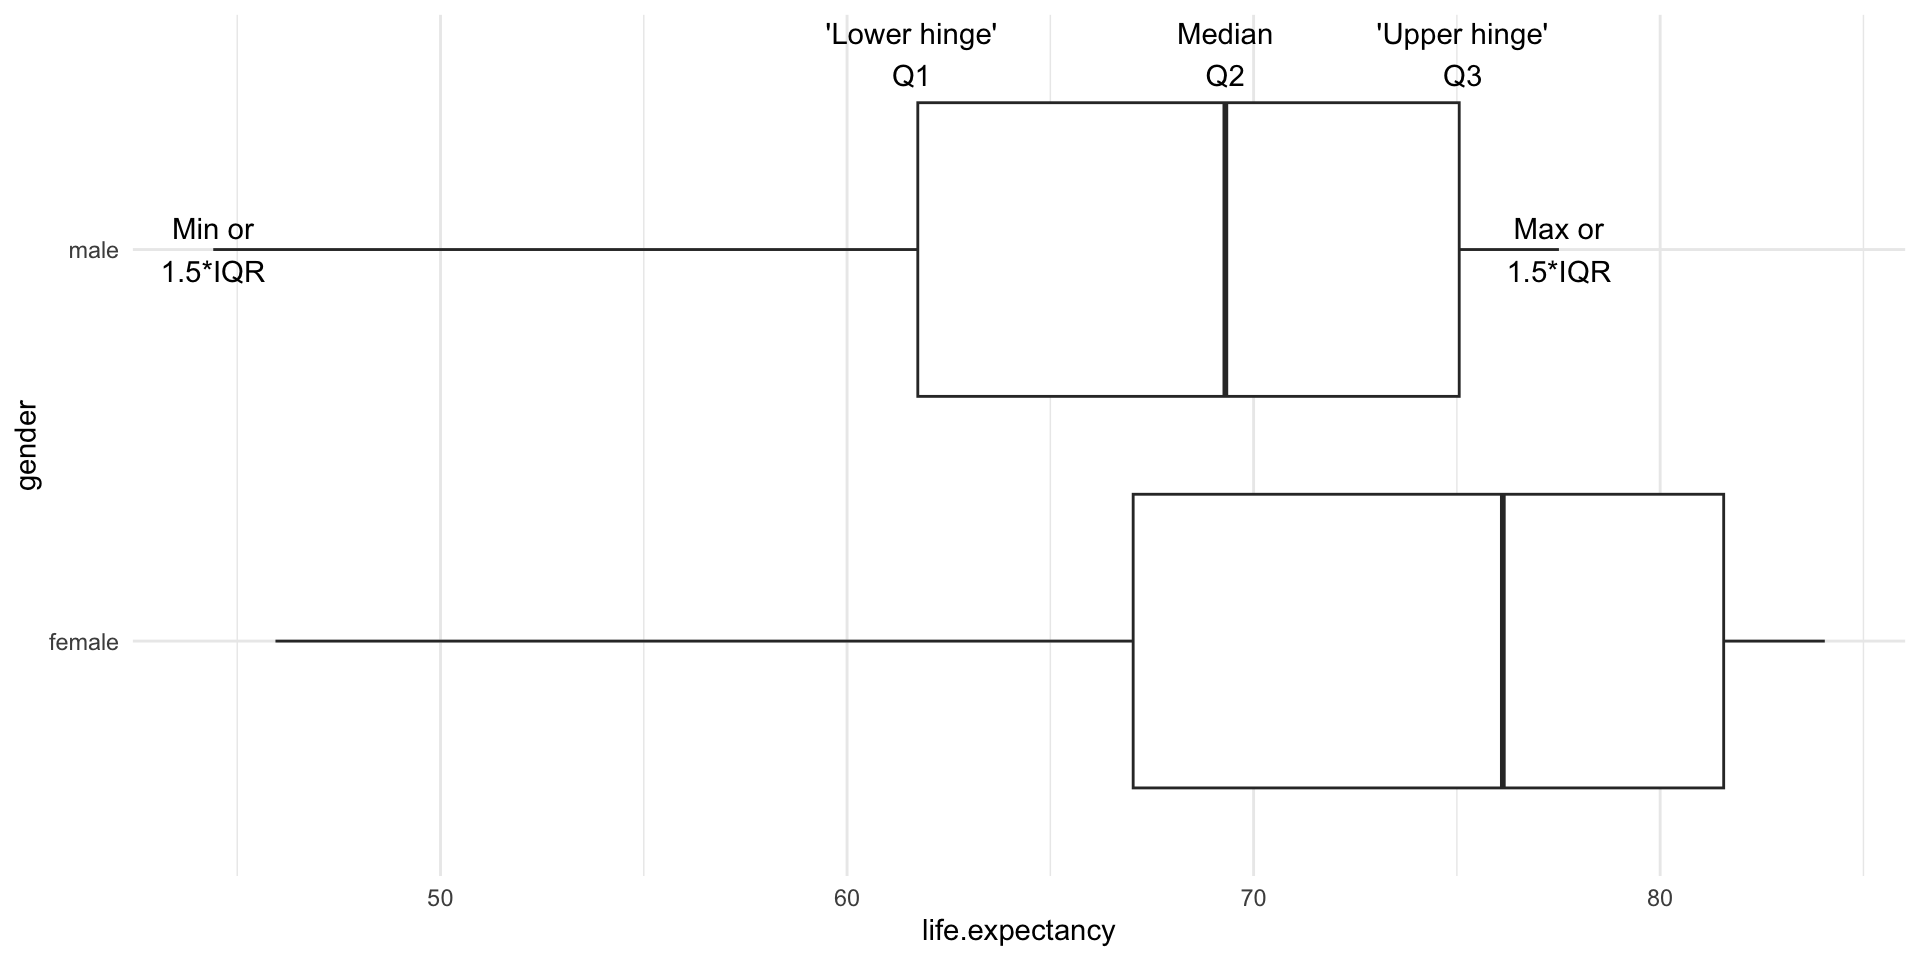 'Lower hinge'
Q1
Median
Q2
'Upper hinge'
Q3
male
Min or
1.5*IQR
Max or
1.5*IQR
gender
female
50
60
70
80
life.expectancy